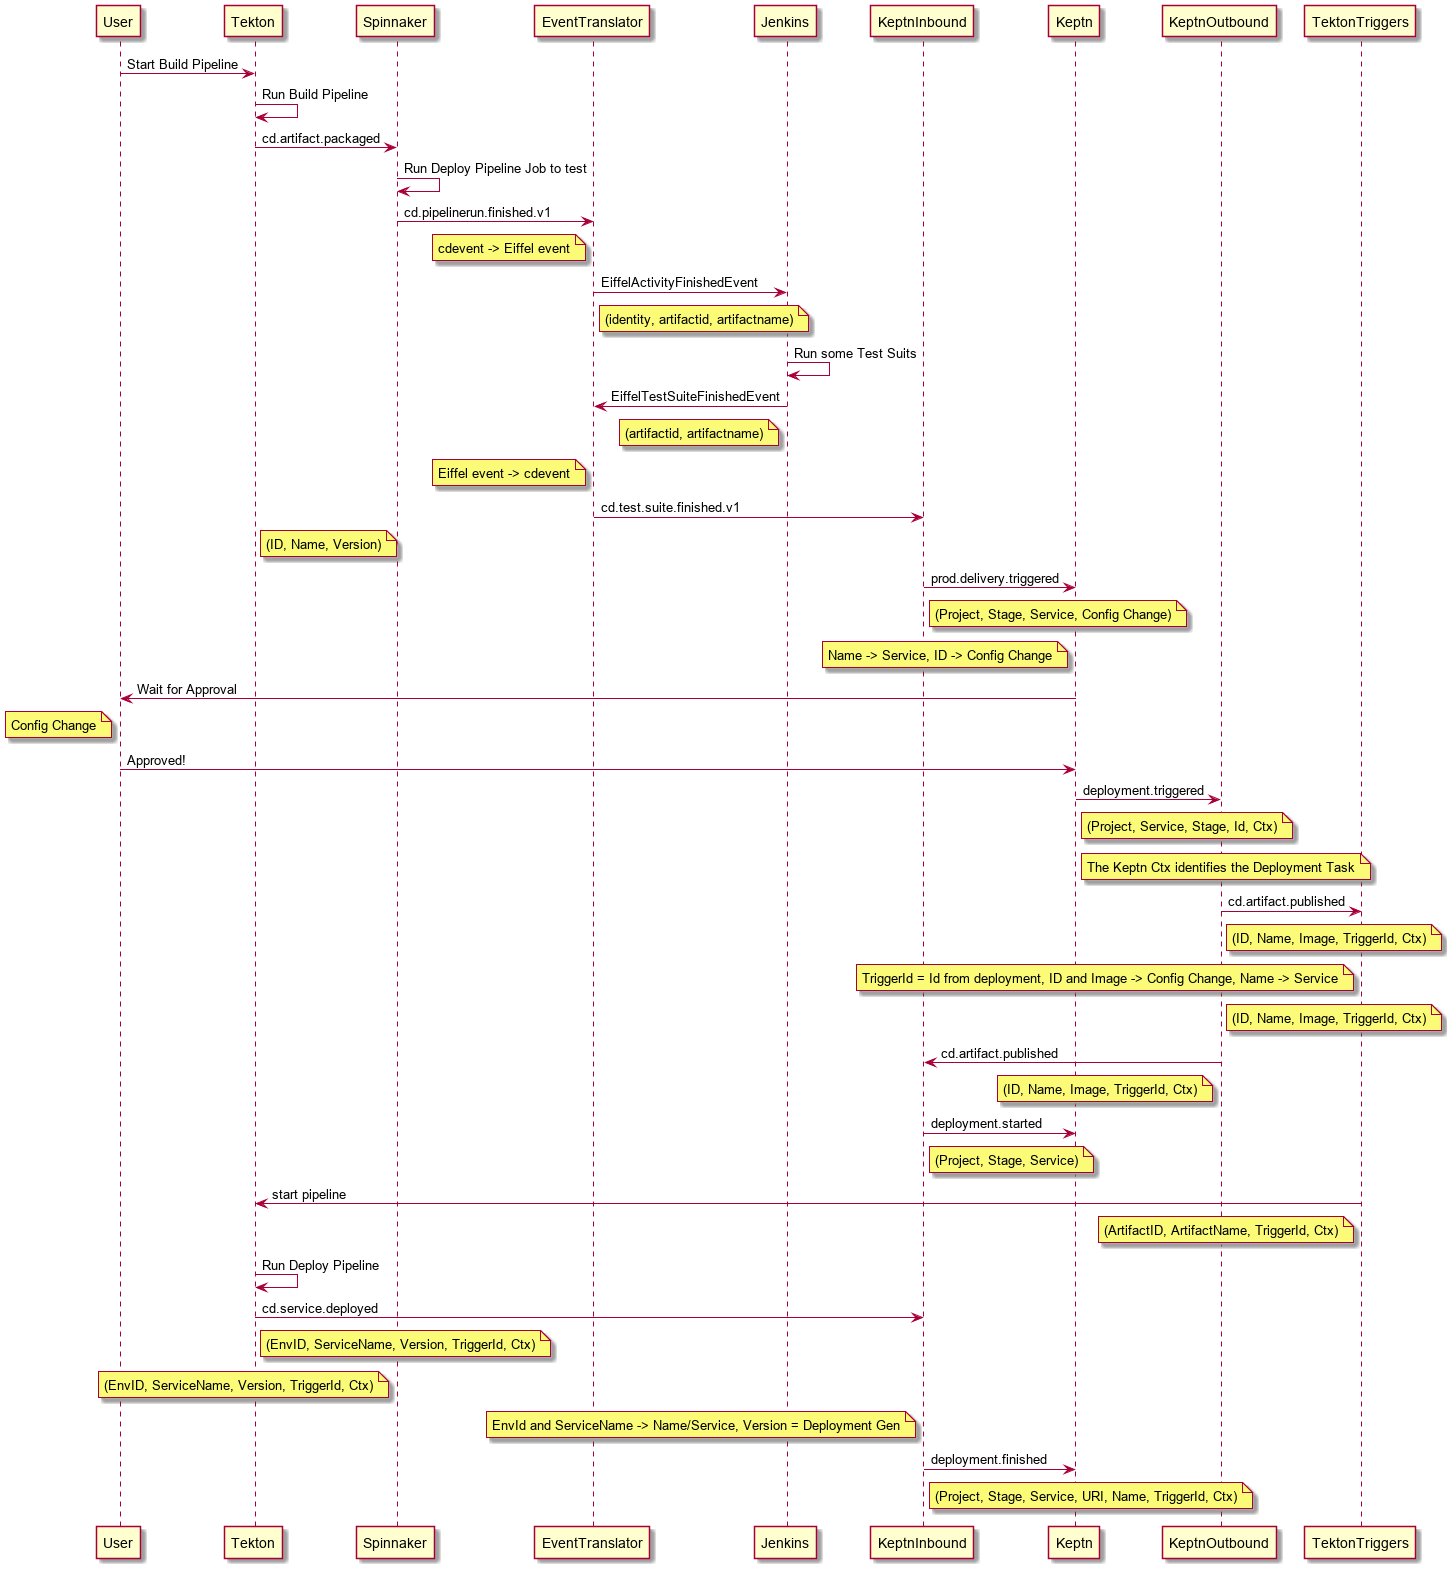 User
Tekton
Spinnaker
EventTranslator
Jenkins
KeptnInbound
Keptn
KeptnOutbound
TektonTriggers
Start Build Pipeline
Run Build Pipeline
cd.artifact.packaged
Run Deploy Pipeline Job to test
cd.pipelinerun.finished.v1
cdevent -> Eiffel event
EiffelActivityFinishedEvent
(identity, artifactid, artifactname)
Run some Test Suits
EiffelTestSuiteFinishedEvent
(artifactid, artifactname)
Eiffel event -> cdevent
cd.test.suite.finished.v1
(ID, Name, Version)
prod.delivery.triggered
(Project, Stage, Service, Config Change)
Name -> Service, ID -> Config Change
Wait for Approval
Config Change
Approved!
deployment.triggered
(Project, Service, Stage, Id, Ctx)
The Keptn Ctx identifies the Deployment Task
cd.artifact.published
(ID, Name, Image, TriggerId, Ctx)
TriggerId = Id from deployment, ID and Image -> Config Change, Name -> Service
(ID, Name, Image, TriggerId, Ctx)
cd.artifact.published
(ID, Name, Image, TriggerId, Ctx)
deployment.started
(Project, Stage, Service)
start pipeline
(ArtifactID, ArtifactName, TriggerId, Ctx)
Run Deploy Pipeline
cd.service.deployed
(EnvID, ServiceName, Version, TriggerId, Ctx)
(EnvID, ServiceName, Version, TriggerId, Ctx)
EnvId and ServiceName -> Name/Service, Version = Deployment Gen
deployment.finished
(Project, Stage, Service, URI, Name, TriggerId, Ctx)
User
Tekton
Spinnaker
EventTranslator
Jenkins
KeptnInbound
Keptn
KeptnOutbound
TektonTriggers